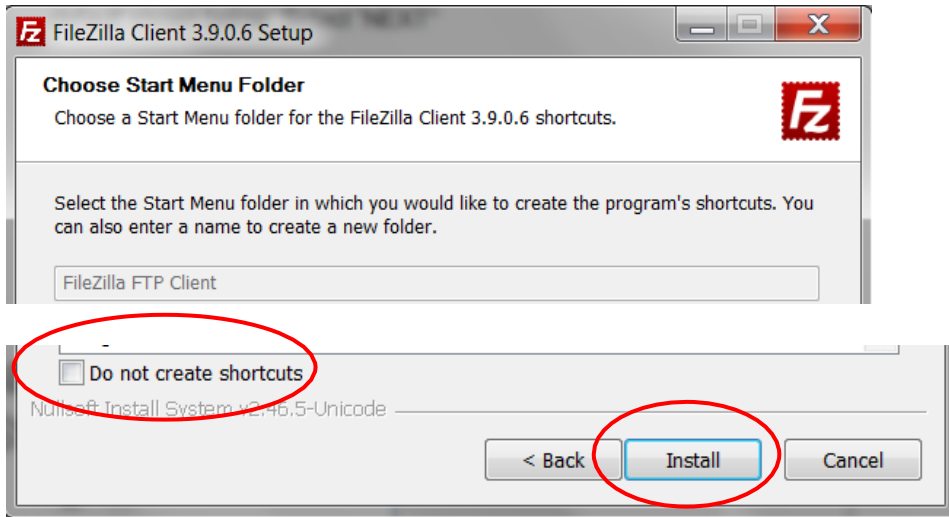 FileZilla Client 3.9.0.6 Setup
Choose Start Menu Folder
Choose a Start Menu folder for the FileZilla Client 3.9.0.6 shortcuts.
Select the Start Menu folder in which you would like to create the program's shortcuts. You
can also enter a name to create a new folder.
FileZilla FTP Client
Do not create shortcuts
Nullsoft Install System v2.46.5-Unicode
< Back Install Cancel